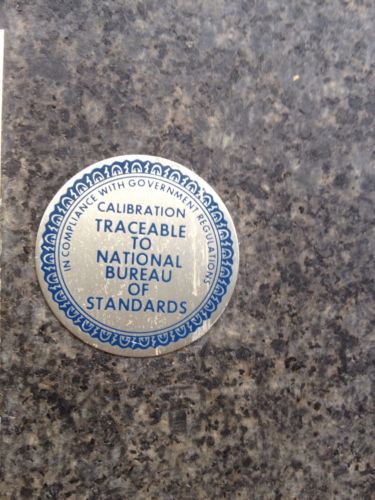 IN COMPLIANCE WITH GOVERNMENT REGULATIONS
CALIBRATION
TRACEABLE
TO
NATIONAL
BUREAU
OF
STANDARDS